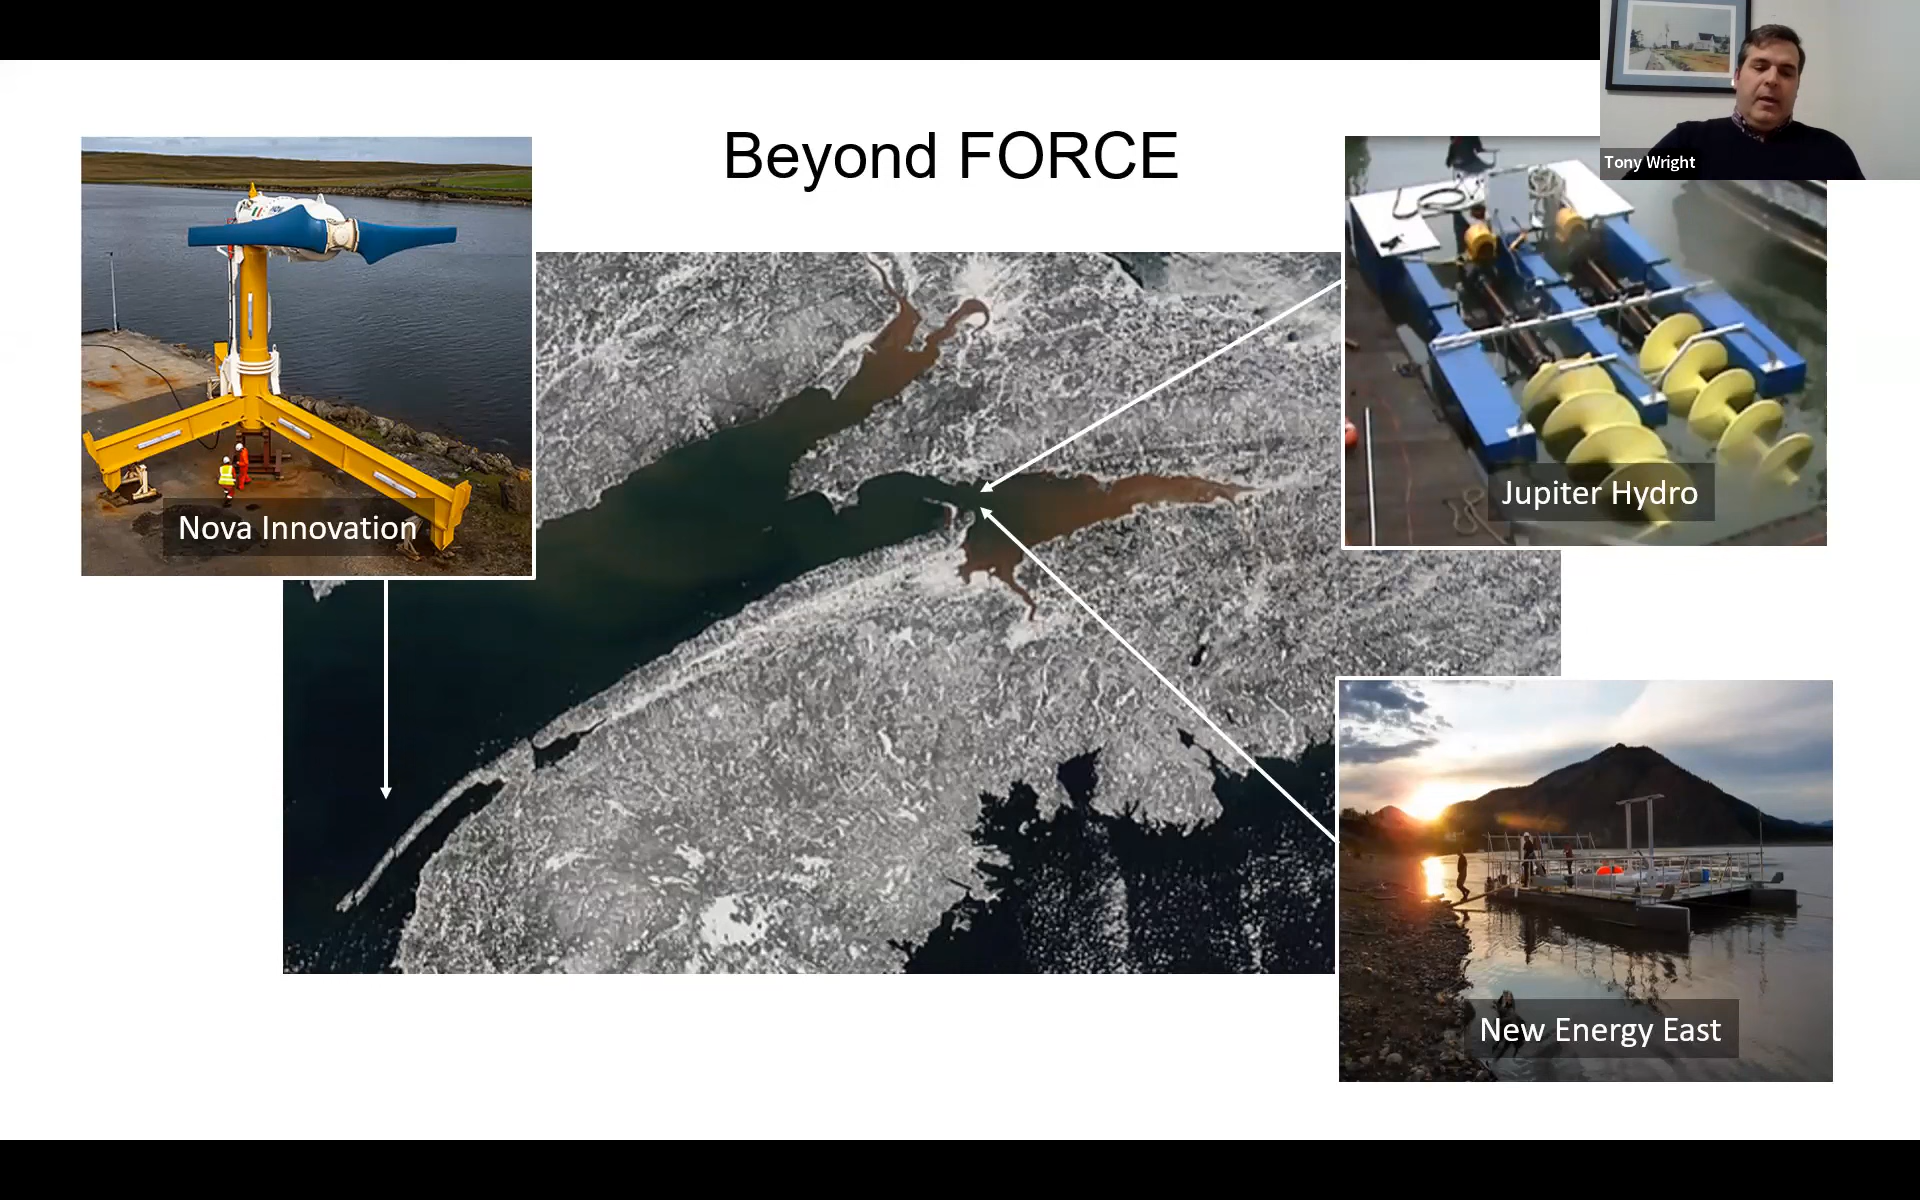 Beyond FORCE
Tony Wright
Nova Innovation
Jupiter Hydro
New Energy East